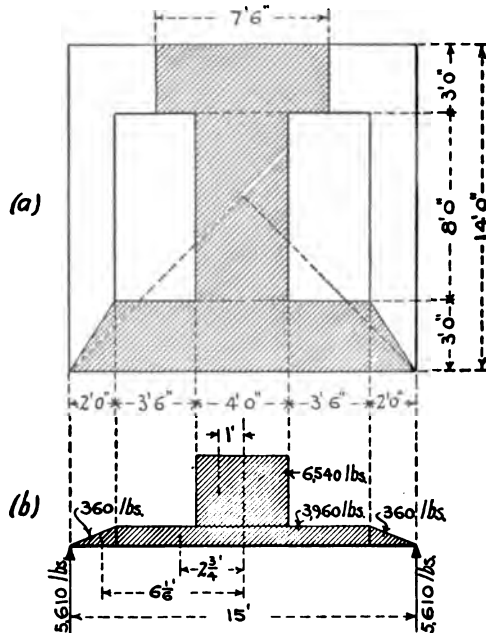 7'6"
(a)
3'0"
8'0"
14'0"
3'0"
2'0" 3'6" 4'0" 3'6" 2'0"
1'
6,540 lbs.
(b)
360 lbs.
3,960 lbs.
360 lbs.
2 3/4'
6 1/6'
5,610 lbs.
15'
5,610 lbs.